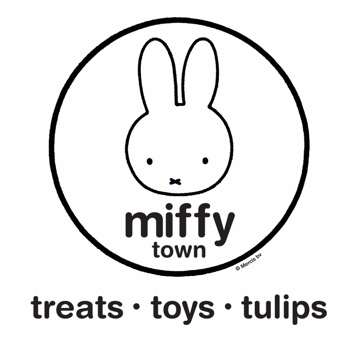 miffy
town
© Mercis bv
treats · toys · tulips